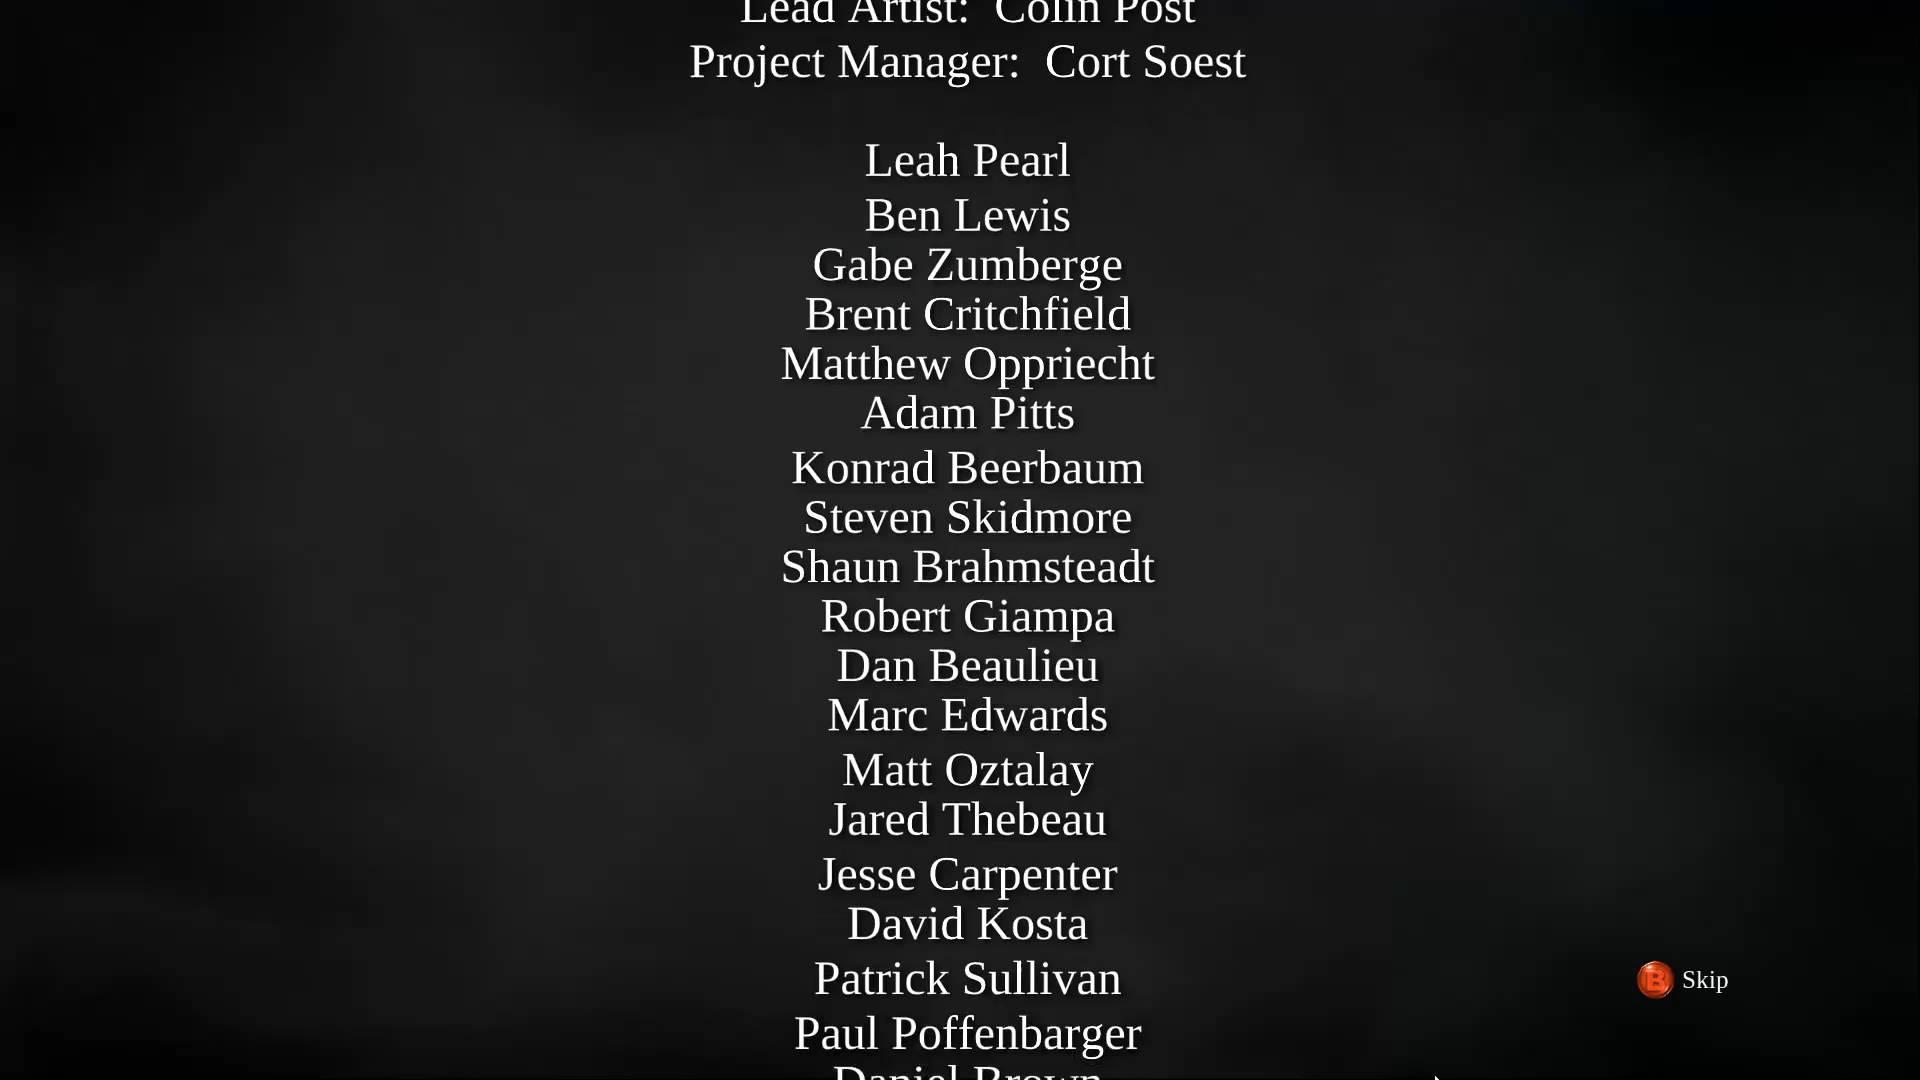 Lead Artist:  Colin Post
Project Manager:  Cort Soest
Leah Pearl
Ben Lewis
Gabe Zumberge
Brent Critchfield
Matthew Oppriecht
Adam Pitts
Konrad Beerbaum
Steven Skidmore
Shaun Brahmsteadt
Robert Giampa
Dan Beaulieu
Marc Edwards
Matt Oztalay
Jared Thebeau
Jesse Carpenter
David Kosta
Patrick Sullivan
B Skip
Paul Poffenbarger
Daniel Brown